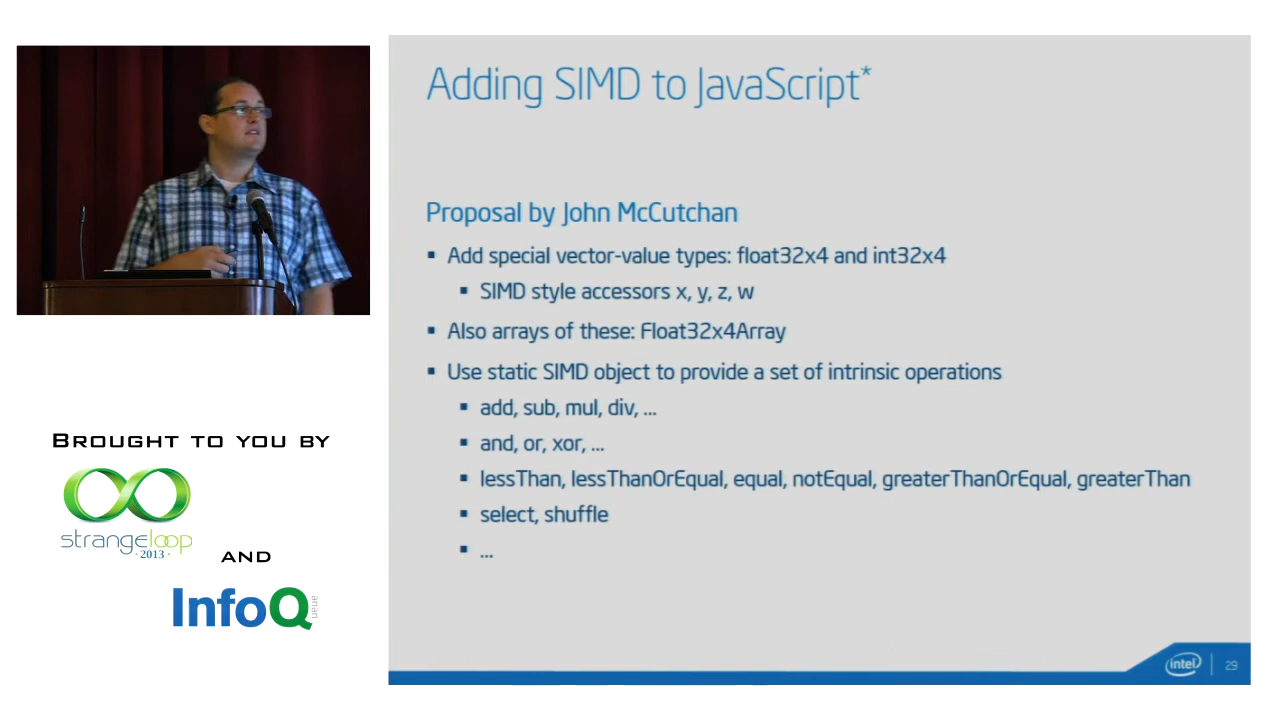 Adding SIMD to JavaScript*
Proposal by John McCutchan
▪ Add special vector-value types: float32x4 and int32x4
▪ SIMD style accessors x, y, z, w
▪ Also arrays of these: Float32x4Array
▪ Use static SIMD object to provide a set of intrinsic operations
▪ add, sub, mul, div, ...
▪ and, or, xor, ...
▪ lessThan, lessThanOrEqual, equal, notEqual, greaterThanOrEqual, greaterThan
▪ select, shuffle
▪ ...
BROUGHT TO YOU BY
strangeloop
· 2013 ·
AND
InfoQ
intel
29